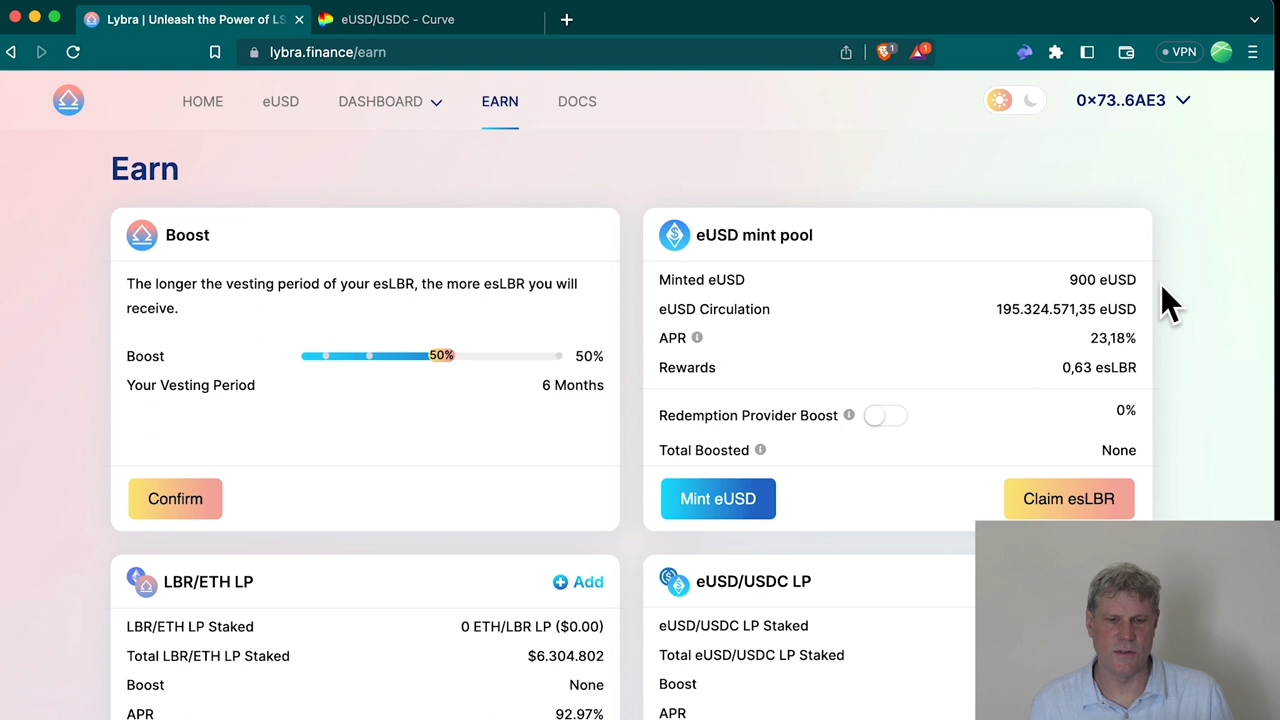 Lybra | Unleash the Power of LS
eUSD/USDC - Curve
lybra.finance/earn
1
1
VPN
HOME
eUSD
DASHBOARD
EARN
DOCS
0×73..6AE3
Earn
Boost
The longer the vesting period of your esLBR, the more esLBR you will
receive.
Boost
50%
50%
Your Vesting Period
6 Months
Confirm
eUSD mint pool
Minted eUSD
900 eUSD
eUSD Circulation
195.324.571,35 eUSD
APR
23,18%
Rewards
0,63 esLBR
Redemption Provider Boost
0%
Total Boosted
None
Mint eUSD
Claim esLBR
LBR/ETH LP
Add
LBR/ETH LP Staked
0 ETH/LBR LP ($0.00)
Total LBR/ETH LP Staked
$6.304.802
Boost
None
APR
92.97%
eUSD/USDC LP
eUSD/USDC LP Staked
Total eUSD/USDC LP Staked
Boost
APR